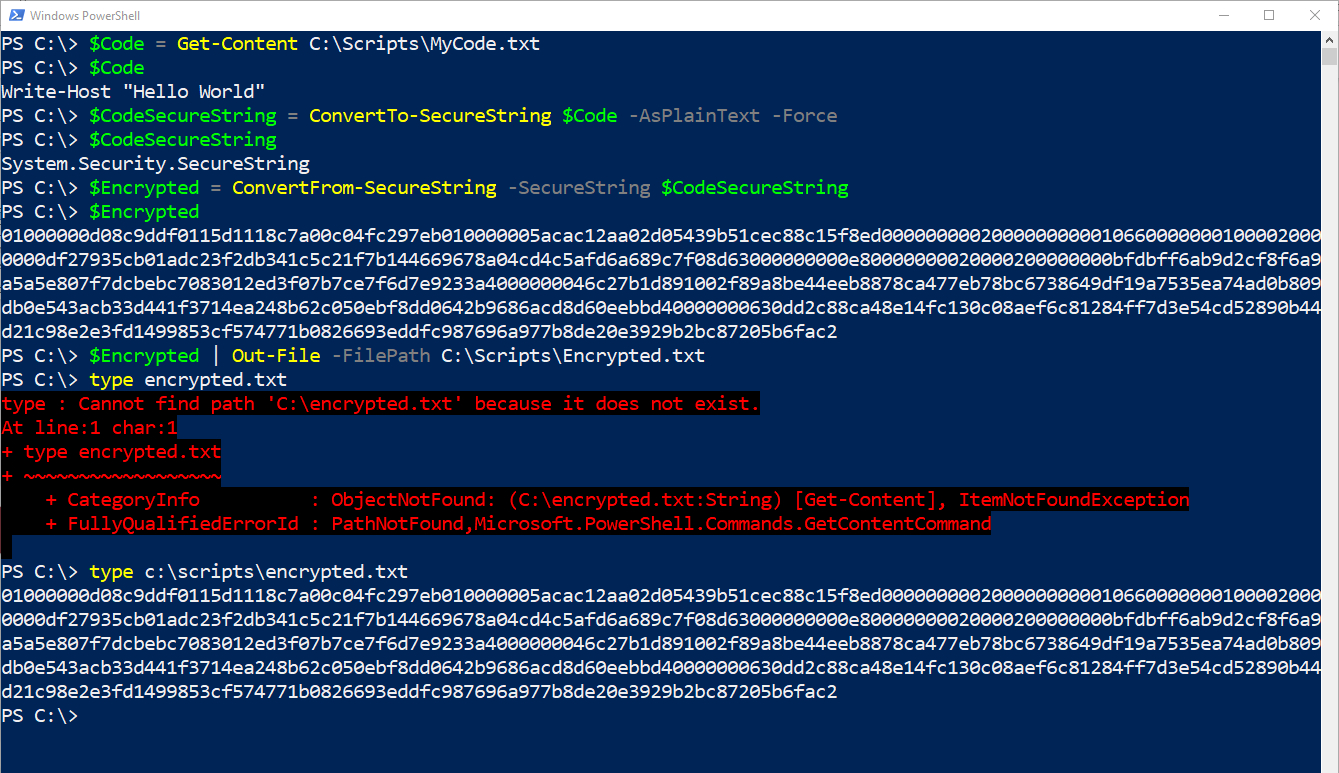 Windows PowerShell
PS C:\> $Code = Get-Content C:\Scripts\MyCode.txt
PS C:\> $Code
Write-Host "Hello World"
PS C:\> $CodeSecureString = ConvertTo-SecureString $Code -AsPlainText -Force
PS C:\> $CodeSecureString
System.Security.SecureString
PS C:\> $Encrypted = ConvertFrom-SecureString -SecureString $CodeSecureString
PS C:\> $Encrypted
01000000d08c9ddf0115d1118c7a00c04fc297eb010000005acac12aa02d05439b51cec88c15f8ed0000000002000000000010660000000100002000
0000df27935cb01adc23f2db341c5c21f7b144669678a04cd4c5afd6a689c7f08d63000000000e8000000002000020000000bfdbff6ab9d2cf8f6a9
a5a5e807f7dcbebc7083012ed3f07b7ce7f6d7e9233a4000000046c27b1d891002f89a8be44eeb8878ca477eb78bc6738649df19a7535ea74ad0b809
db0e543acb33d441f3714ea248b62c050ebf8dd0642b9686acd8d60eebbd40000000630dd2c88ca48e14fc130c08aef6c81284ff7d3e54cd52890b44
d21c98e2e3fd1499853cf574771b0826693eddfc987696a977b8de20e3929b2bc87205b6fac2
PS C:\> $Encrypted | Out-File -FilePath C:\Scripts\Encrypted.txt
PS C:\> type encrypted.txt
type : Cannot find path 'C:\encrypted.txt' because it does not exist.
At line:1 char:1
+ type encrypted.txt
+ ~~~~~~~~~~~~~~~~~~
    + CategoryInfo          : ObjectNotFound: (C:\encrypted.txt:String) [Get-Content], ItemNotFoundException
    + FullyQualifiedErrorId : PathNotFound,Microsoft.PowerShell.Commands.GetContentCommand
PS C:\> type c:\scripts\encrypted.txt
01000000d08c9ddf0115d1118c7a00c04fc297eb010000005acac12aa02d05439b51cec88c15f8ed0000000002000000000010660000000100002000
0000df27935cb01adc23f2db341c5c21f7b144669678a04cd4c5afd6a689c7f08d63000000000e8000000002000020000000bfdbff6ab9d2cf8f6a9
a5a5e807f7dcbebc7083012ed3f07b7ce7f6d7e9233a4000000046c27b1d891002f89a8be44eeb8878ca477eb78bc6738649df19a7535ea74ad0b809
db0e543acb33d441f3714ea248b62c050ebf8dd0642b9686acd8d60eebbd40000000630dd2c88ca48e14fc130c08aef6c81284ff7d3e54cd52890b44
d21c98e2e3fd1499853cf574771b0826693eddfc987696a977b8de20e3929b2bc87205b6fac2
PS C:\>